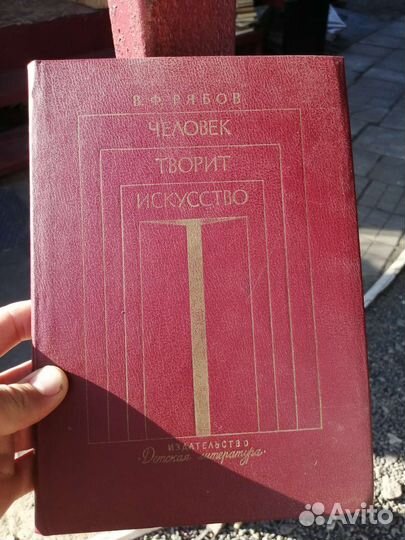 В.Ф.РЯБОВ
ЧЕЛОВЕК
ТВОРИТ
ИСКУССТВО
ИЗДАТЕЛЬСТВО
„Детская литература“
Avito